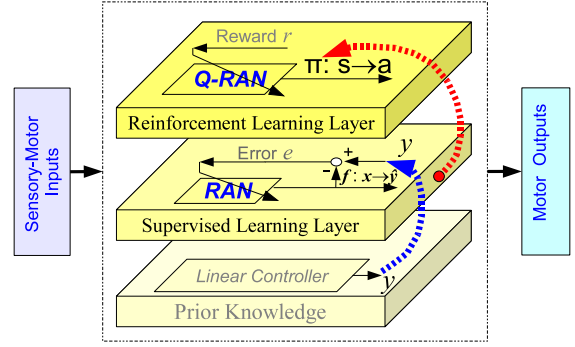 Sensory-Motor
Inputs
Reward r
Q-RAN
π: s→a
Reinforcement Learning Layer
Error e
+
y
-
f : x→ŷ
RAN
Supervised Learning Layer
Linear Controller
y
Prior Knowledge
Motor Outputs